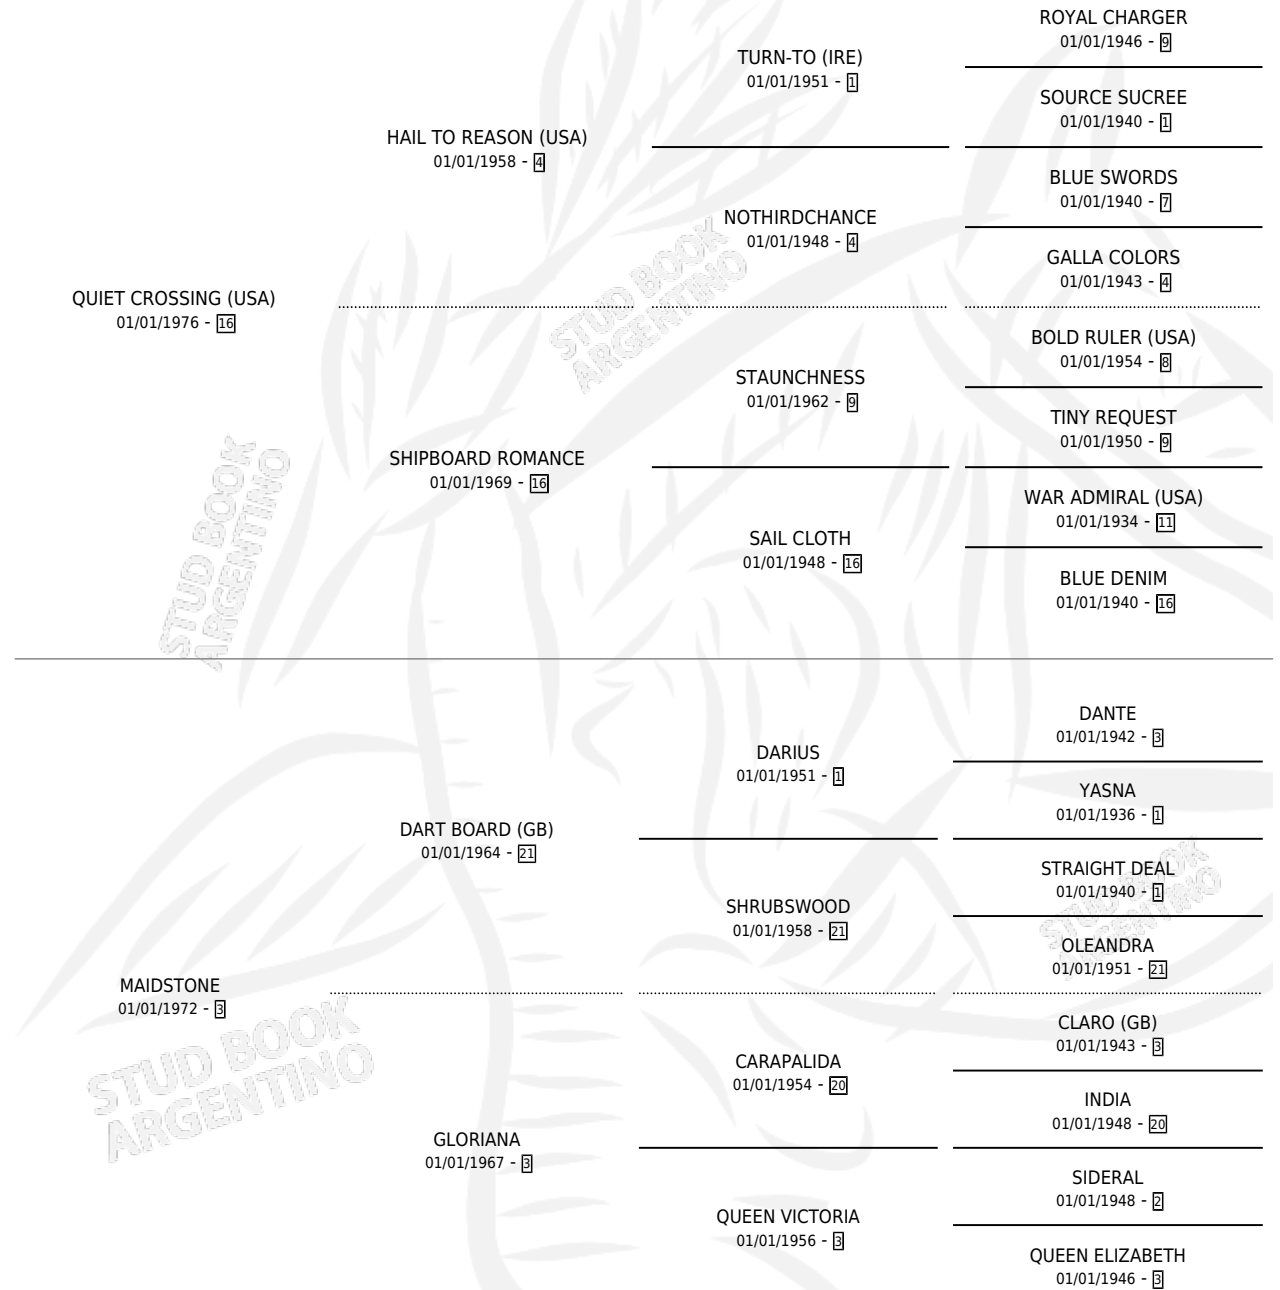 ROYAL CHARGER
01/01/1946 - 9
TURN-TO (IRE)
01/01/1951 - 1
SOURCE SUCREE
01/01/1940 - 1
HAIL TO REASON (USA)
01/01/1958 - 4
BLUE SWORDS
01/01/1940 - 7
NOTHIRDCHANCE
01/01/1948 - 4
GALLA COLORS
01/01/1943 - 4
QUIET CROSSING (USA)
01/01/1976 - 16
STUD BOOK
ARGENTINO
BOLD RULER (USA)
01/01/1954 - 8
STAUNCHNESS
01/01/1962 - 9
TINY REQUEST
01/01/1950 - 9
SHIPBOARD ROMANCE
01/01/1969 - 16
WAR ADMIRAL (USA)
01/01/1934 - 11
SAIL CLOTH
01/01/1948 - 16
BLUE DENIM
01/01/1940 - 16
STUD BOOK
ARGENTINO
DANTE
01/01/1942 - 3
DARIUS
01/01/1951 - 1
YASNA
01/01/1936 - 1
DART BOARD (GB)
01/01/1964 - 21
STRAIGHT DEAL
01/01/1940 - 1
SHRUBSWOOD
01/01/1958 - 21
OLEANDRA
01/01/1951 - 21
STUD BOOK
ARGENTINO
MAIDSTONE
01/01/1972 - 3
CLARO (GB)
01/01/1943 - 3
CARAPALIDA
01/01/1954 - 20
INDIA
01/01/1948 - 20
STUD BOOK
ARGENTINO
GLORIANA
01/01/1967 - 3
SIDERAL
01/01/1948 - 2
QUEEN VICTORIA
01/01/1956 - 3
QUEEN ELIZABETH
01/01/1946 - 3